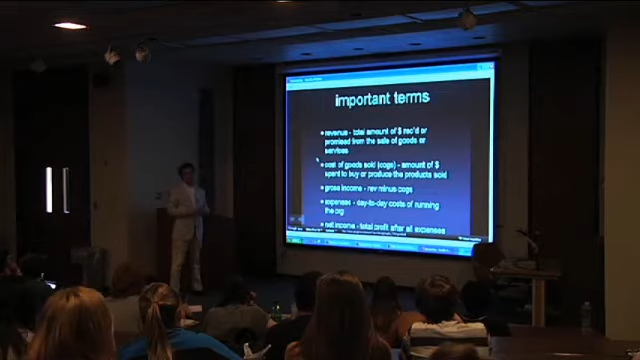 important terms
revenue - total amount of $ rec'd or
promised from the sale of goods or
services
cost of goods sold (cogs) - amount of $
spent to buy or produce the products sold
gross income - rev minus cogs
expenses - day-to-day costs of running
the org
net income - total profit after all expenses